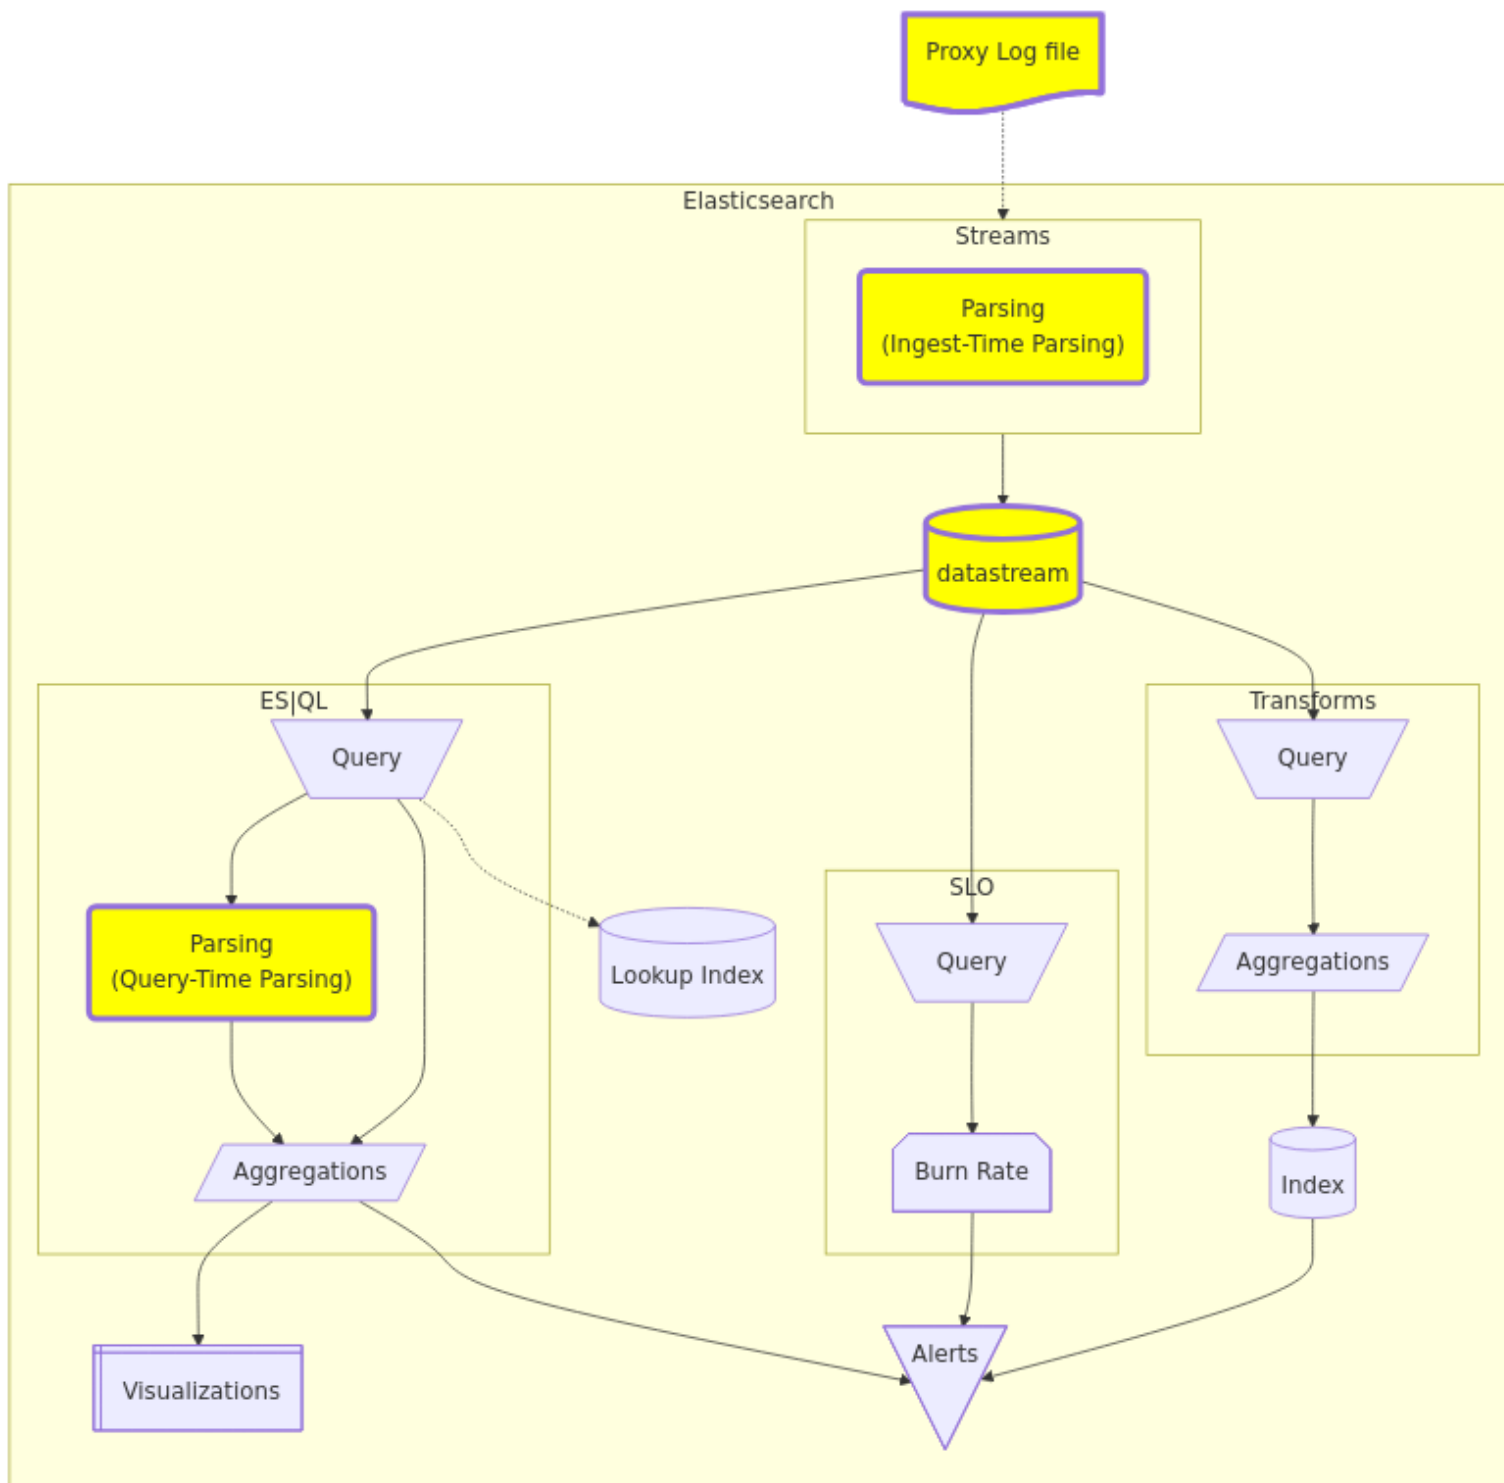 Proxy Log file
Elasticsearch
Streams
Parsing
(Ingest-Time Parsing)
datastream
ES|QL
Transforms
Query
Query
SLO
Parsing
(Query-Time Parsing)
Lookup Index
Query
Aggregations
Aggregations
Burn Rate
Index
Alerts
Visualizations